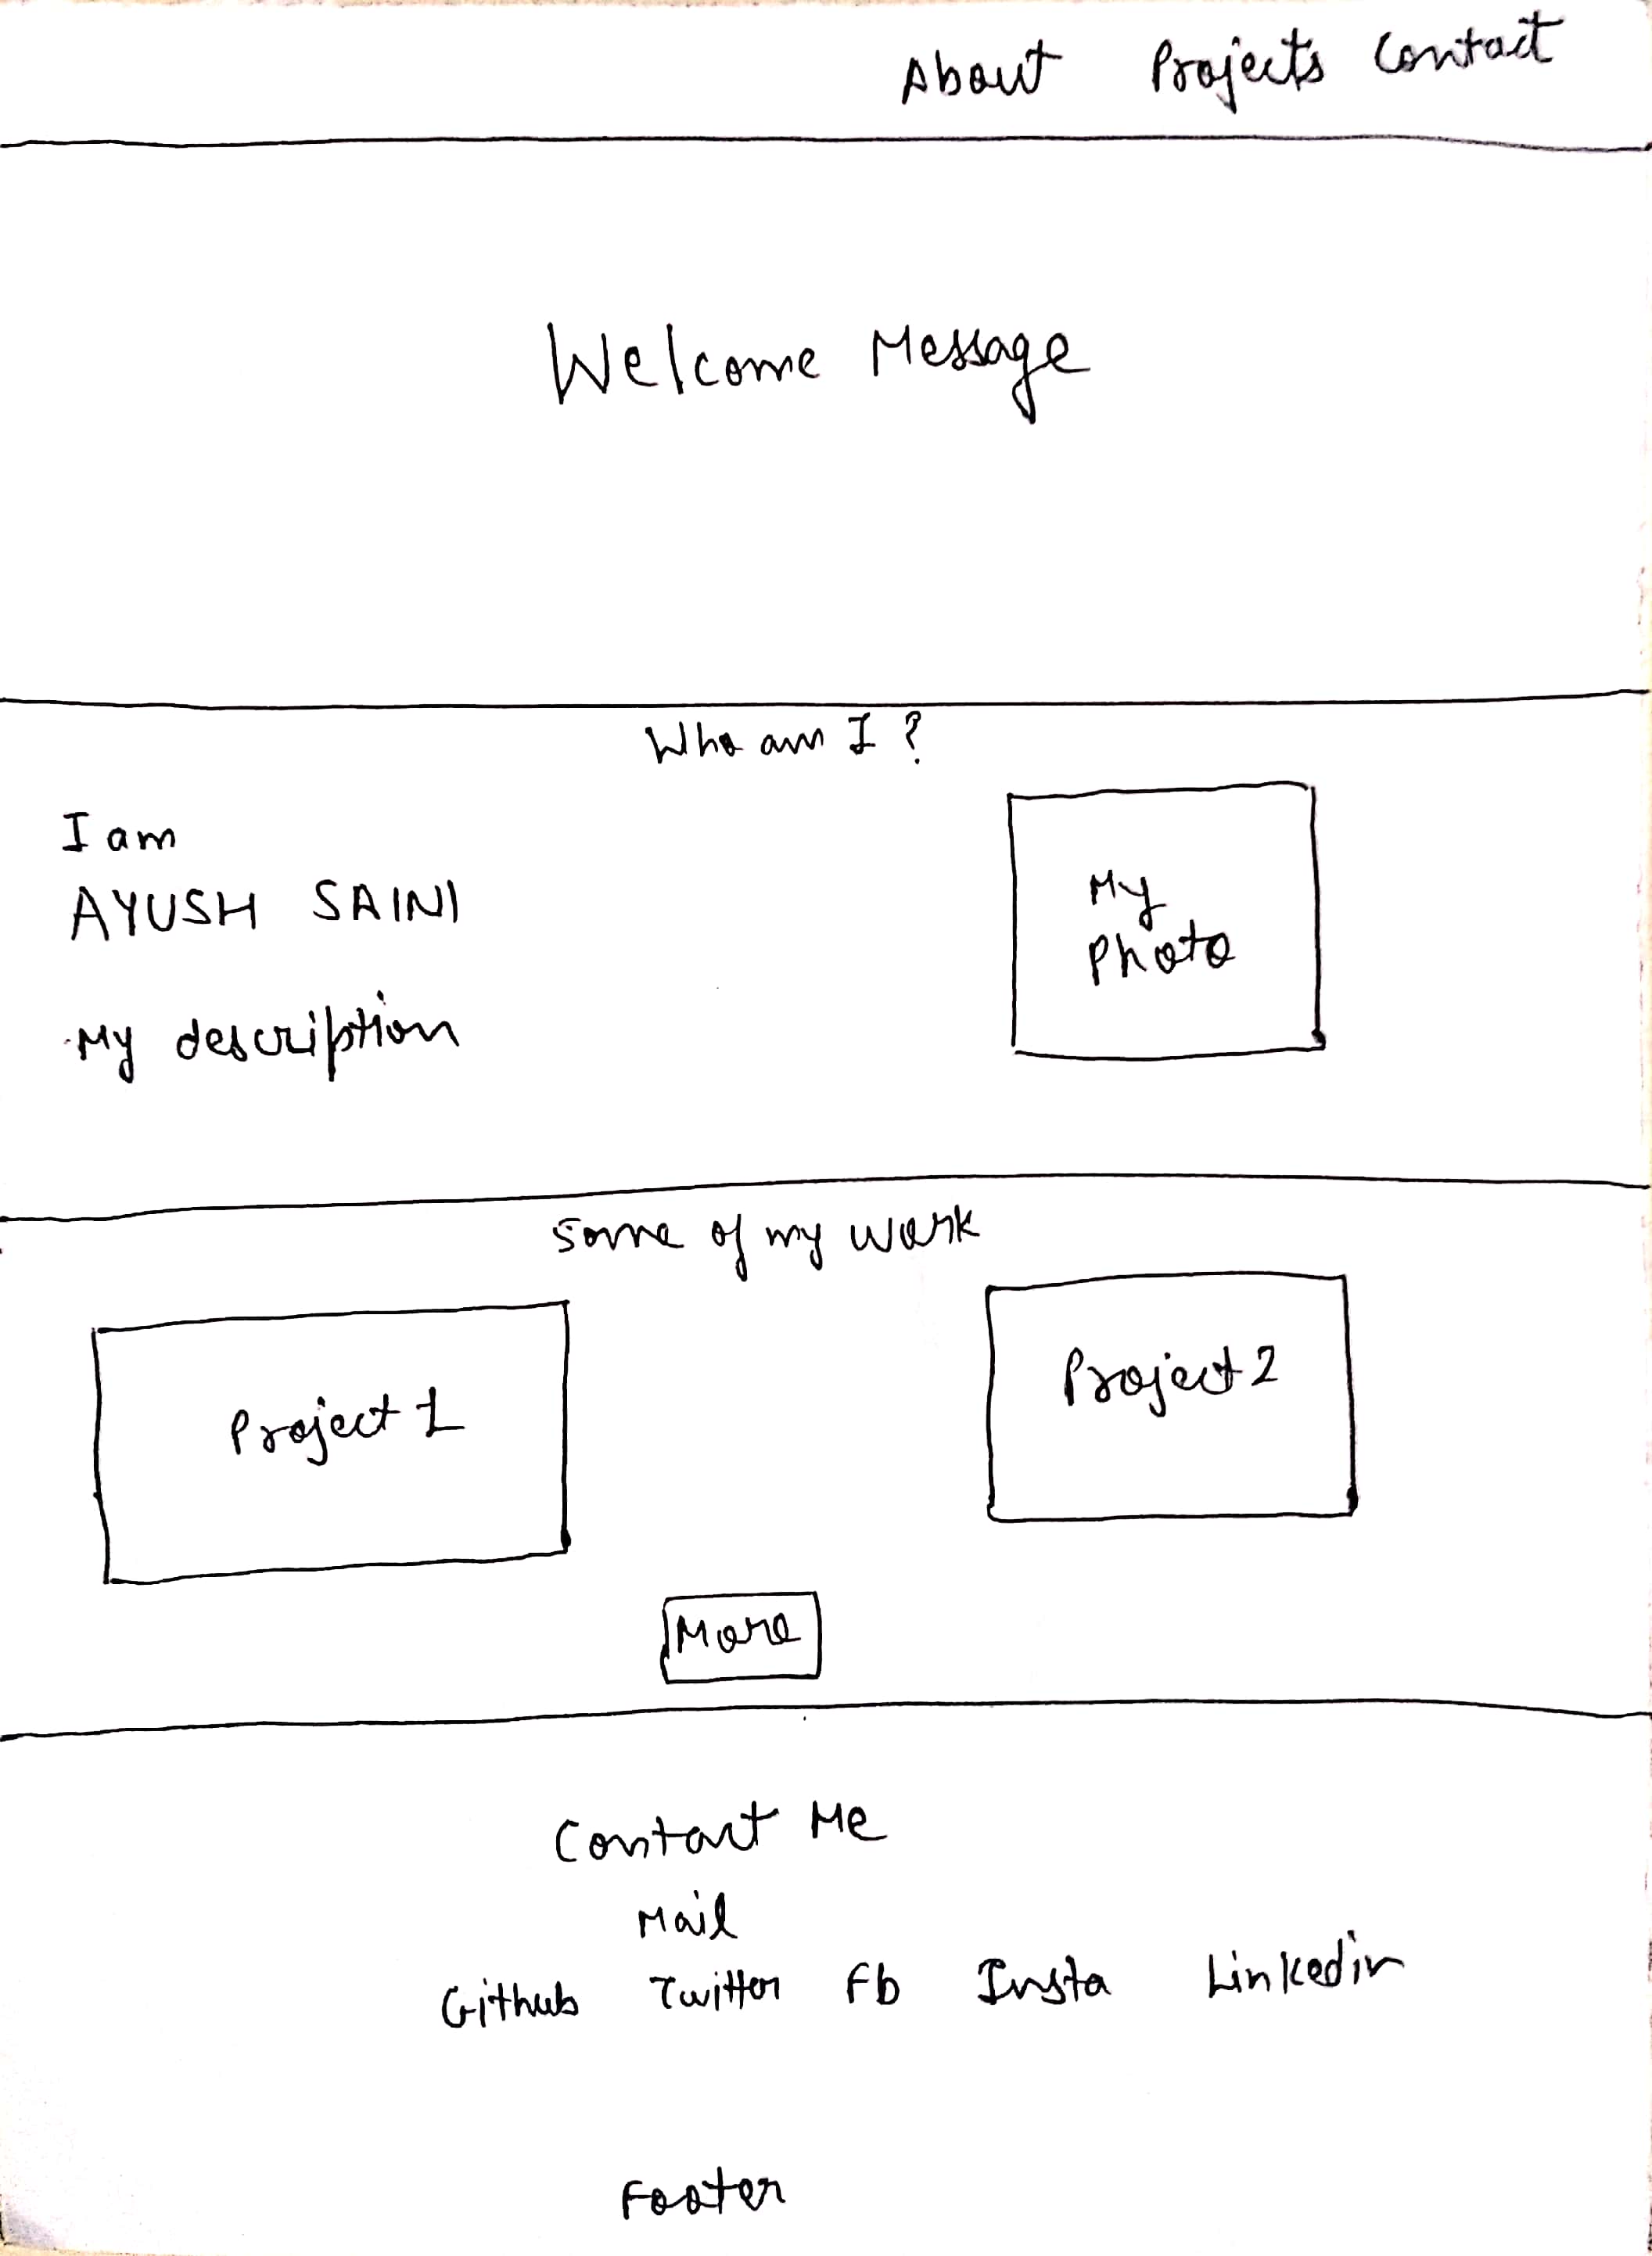 About Projects Contact
Welcome Message
Who am I ?
I am
AYUSH SAINI
My description
My
Photo
Some of my work
Project 1
Project 2
More
Contact Me
Mail
Github Twitter Fb Insta Linkedin
Footer